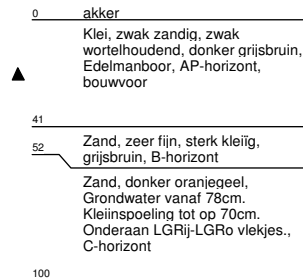 0 akker
Klei, zwak zandig, zwak
wortelhoudend, donker grijsbruin,
Edelmanboor, AP-horizont,
bouwvoor
41
Zand, zeer fijn, sterk kleiïg,
52
grijsbruin, B-horizont
Zand, donker oranjegeel,
Grondwater vanaf 78cm.
Kleiinspoeling tot op 70cm.
Onderaan LGRij-LGRo vlekjes.,
C-horizont
100